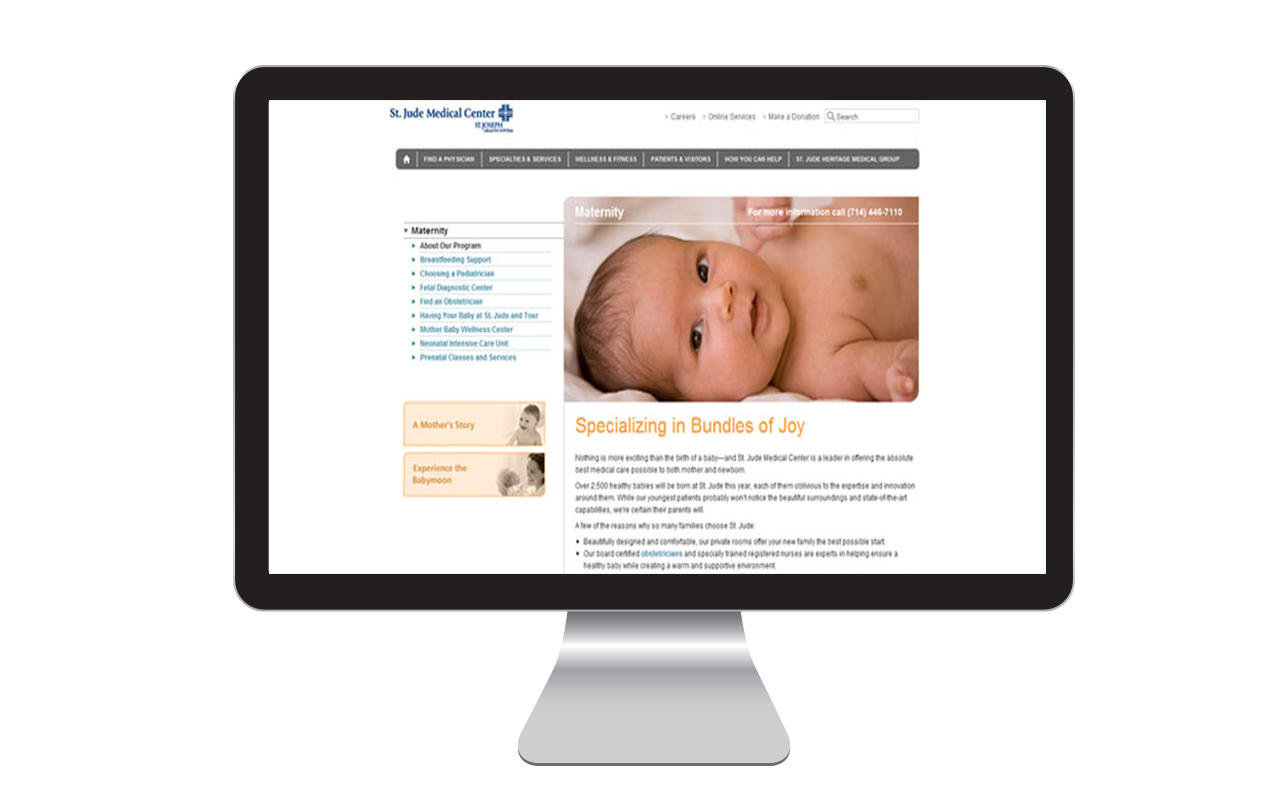 St. Jude Medical Center
ST. JOSEPH
HEALTH SYSTEM
» Careers » Online Services » Make a Donation Search
FIND A PHYSICIAN SPECIALTIES & SERVICES WELLNESS & FITNESS PATIENTS & VISITORS HOW YOU CAN HELP ST. JUDE HERITAGE MEDICAL GROUP
Maternity For more information call (714) 446-7110
Maternity
About Our Program
Breastfeeding Support
Choosing a Pediatrician
Fetal Diagnostic Center
Find an Obstetrician
Having Your Baby at St. Jude and Tour
Mother Baby Wellness Center
Neonatal Intensive Care Unit
Prenatal Classes and Services
A Mother's Story
Experience the
Babymoon
Specializing in Bundles of Joy
Nothing is more exciting than the birth of a baby—and St. Jude Medical Center is a leader in offering the absolute
best medical care possible to both mother and newborn.
Over 2,500 healthy babies will be born at St. Jude this year, each of them oblivious to the expertise and innovation
around them. While our youngest patients probably won't notice the beautiful surroundings and state-of-the-art
capabilities, we're certain their parents will.
A few of the reasons why so many families choose St. Jude:
• Beautifully designed and comfortable, our private rooms offer your new family the best possible start.
• Our board certified obstetricians and specially trained registered nurses are experts in helping ensure a
healthy baby while creating a warm and supportive environment.